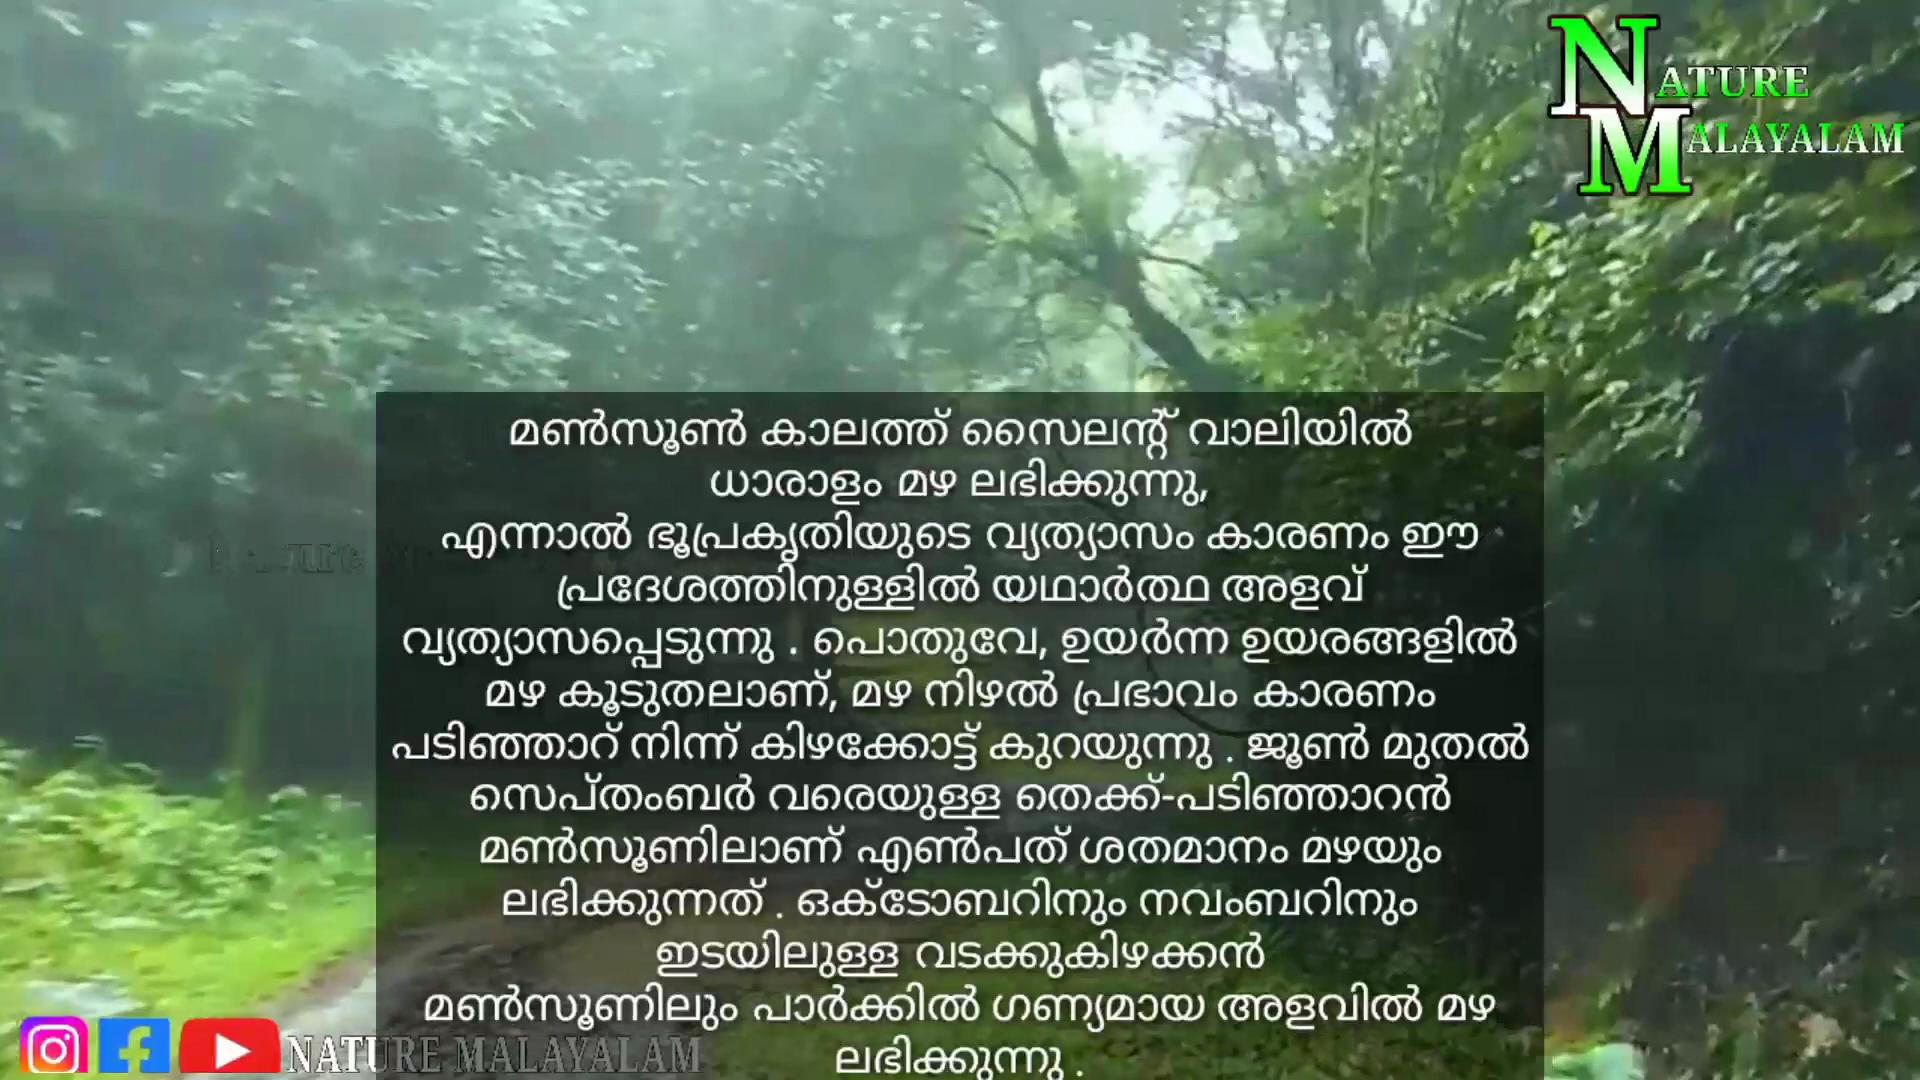 NATURE
MALAYALAM
മൺസൂൺ കാലത്ത് സൈലന്റ് വാലിയിൽ
ധാരാളം മഴ ലഭിക്കുന്നു,
എന്നാൽ ഭൂപ്രകൃതിയുടെ വ്യത്യാസം കാരണം ഈ
പ്രദേശത്തിനുള്ളിൽ യഥാർത്ഥ അളവ്
വ്യത്യാസപ്പെടുന്നു . പൊതുവേ, ഉയർന്ന ഉയരങ്ങളിൽ
മഴ കൂടുതലാണ്, മഴ നിഴൽ പ്രഭാവം കാരണം
പടിഞ്ഞാറ് നിന്ന് കിഴക്കോട്ട് കുറയുന്നു . ജൂൺ മുതൽ
സെപ്തംബർ വരെയുള്ള തെക്ക്-പടിഞ്ഞാറൻ
മൺസൂണിലാണ് എൺപത് ശതമാനം മഴയും
ലഭിക്കുന്നത് . ഒക്ടോബറിനും നവംബറിനും
ഇടയിലുള്ള വടക്കുകിഴക്കൻ
മൺസൂണിലും പാർക്കിൽ ഗണ്യമായ അളവിൽ മഴ
ലഭിക്കുന്നു .
NATURE MALAYALAM